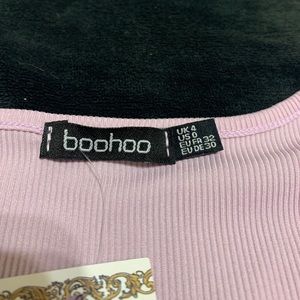 boohoo
UK 4
US 0
EU FR 32
EU DE 30